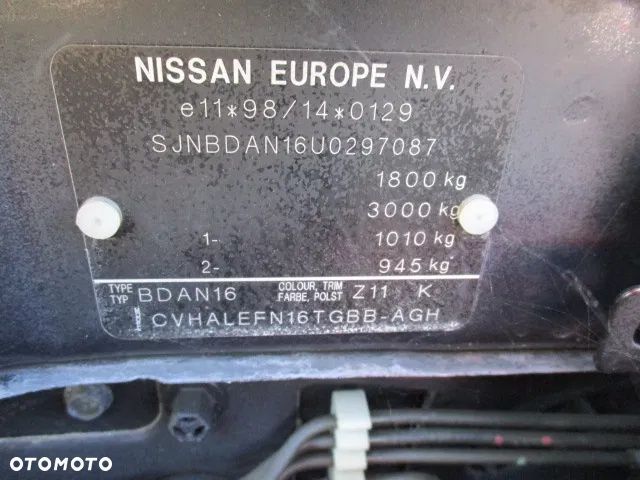 NISSAN EUROPE N.V.
e11*98/14*0129
SJNBDAN16U0297087
1800 kg
3000 kg
1- 1010 kg
2- 945 kg
TYPE TYP BDAN16 COLOUR, TRIM FARBE, POLST Z11 K
CVHALEFN16TGBB-AGH
OTOMOTO